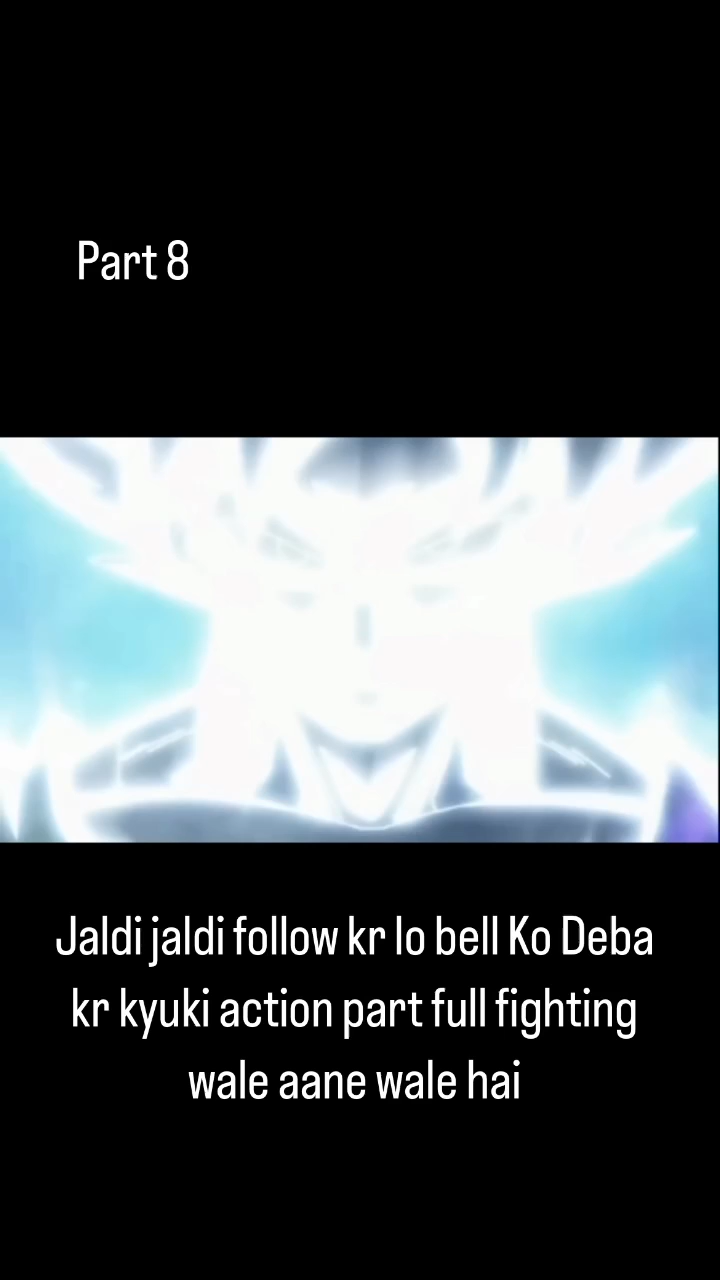 Part 8
Jaldi jaldi follow kr lo bell Ko Deba
kr kyuki action part full fighting
wale aane wale hai